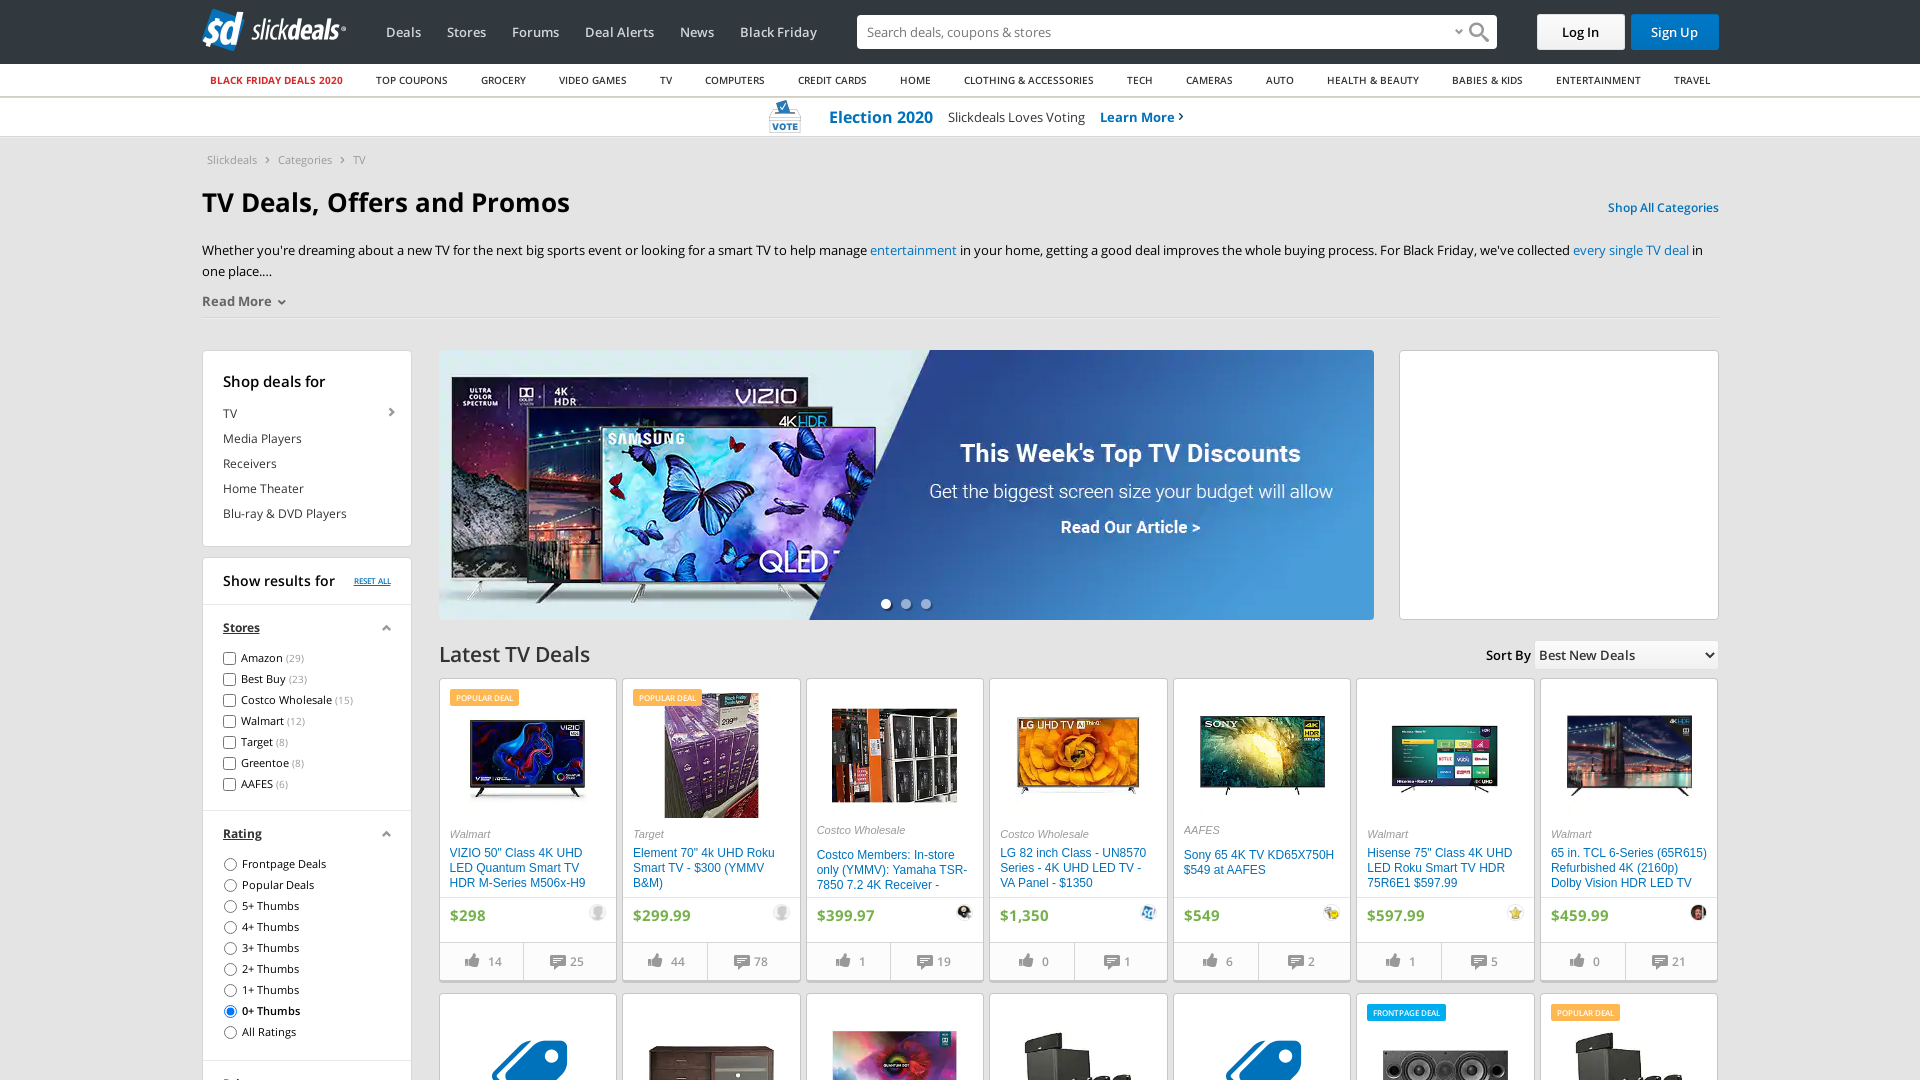 slickdeals
Deals
Stores
Forums
Deal Alerts
News
Black Friday
Search deals, coupons & stores
Log In
Sign Up
BLACK FRIDAY DEALS 2020
TOP COUPONS
GROCERY
VIDEO GAMES
TV
COMPUTERS
CREDIT CARDS
HOME
CLOTHING & ACCESSORIES
TECH
CAMERAS
AUTO
HEALTH & BEAUTY
BABIES & KIDS
ENTERTAINMENT
TRAVEL
VOTE
Election 2020 Slickdeals Loves Voting Learn More
Slickdeals > Categories > TV
TV Deals, Offers and Promos
Shop All Categories
Whether you're dreaming about a new TV for the next big sports event or looking for a smart TV to help manage entertainment in your home, getting a good deal improves the whole buying process. For Black Friday, we've collected every single TV deal in
one place....
Read More
Shop deals for
TV
Media Players
Receivers
Home Theater
Blu-ray & DVD Players
Show results for
RESET ALL
Stores
Amazon (29)
Best Buy (23)
Costco Wholesale (15)
Walmart (12)
Target (8)
Greentoe (8)
AAFES (6)
Rating
Frontpage Deals
Popular Deals
5+ Thumbs
4+ Thumbs
3+ Thumbs
2+ Thumbs
1+ Thumbs
0+ Thumbs
All Ratings
ULTRA
COLOR
SPECTRUM
4K
HDR
VIZIO
4K HDR
SAMSUNG
QLED T
This Week's Top TV Discounts
Get the biggest screen size your budget will allow
Read Our Article >
Latest TV Deals
Sort By Best New Deals
POPULAR DEAL
Walmart
VIZIO 50" Class 4K UHD
LED Quantum Smart TV
HDR M-Series M506x-H9
$298
14
25
POPULAR DEAL
Target
Element 70" 4k UHD Roku
Smart TV - $300 (YMMV
B&M)
$299.99
44
78
Costco Wholesale
Costco Members: In-store
only (YMMV): Yamaha TSR-
7850 7.2 4K Receiver -
$399.97
1
19
LG UHD TV AI ThinQ
Costco Wholesale
LG 82 inch Class - UN8570
Series - 4K UHD LED TV -
VA Panel - $1350
$1,350
0
1
SONY
4K
HDR
AAFES
Sony 65 4K TV KD65X750H
$549 at AAFES
$549
6
2
Walmart
Hisense 75" Class 4K UHD
LED Roku Smart TV HDR
75R6E1 $597.99
$597.99
1
5
Walmart
65 in. TCL 6-Series (65R615)
Refurbished 4K (2160p)
Dolby Vision HDR LED TV
$459.99
0
21
FRONTPAGE DEAL
POPULAR DEAL